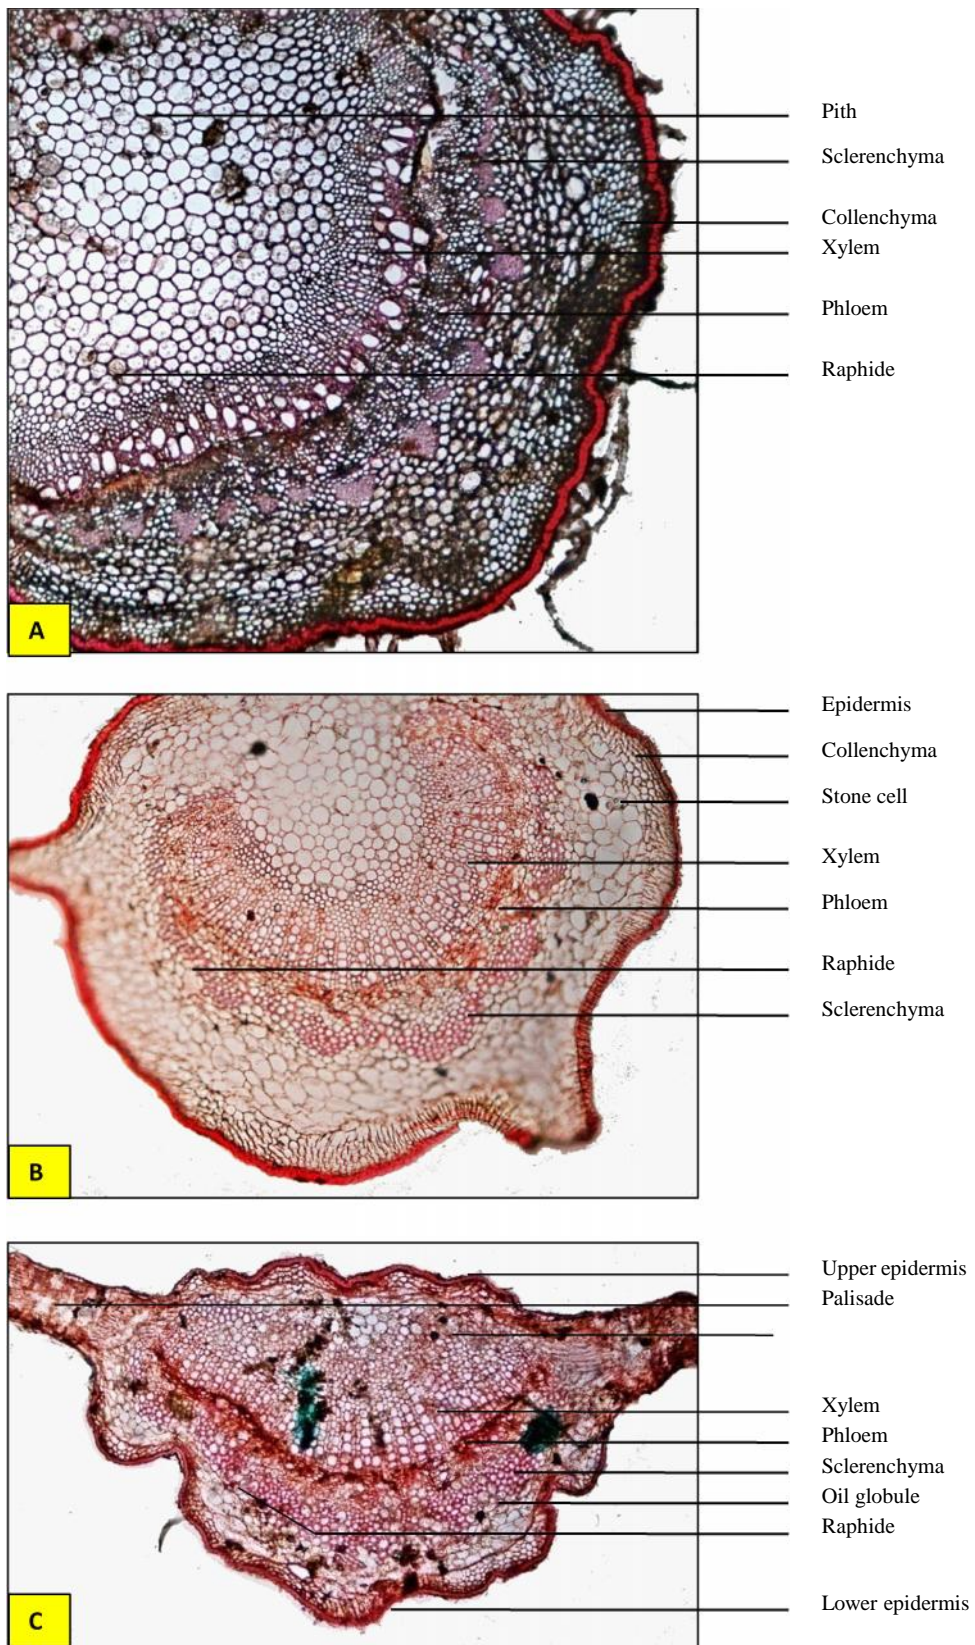 Pith
Sclerenchyma
Collenchyma
Xylem
Phloem
Raphide
A
Epidermis
Collenchyma
Stone cell
Xylem
Phloem
Raphide
Sclerenchyma
B
Upper epidermis
Palisade
Xylem
Phloem
Sclerenchyma
Oil globule
Raphide
Lower epidermis
C